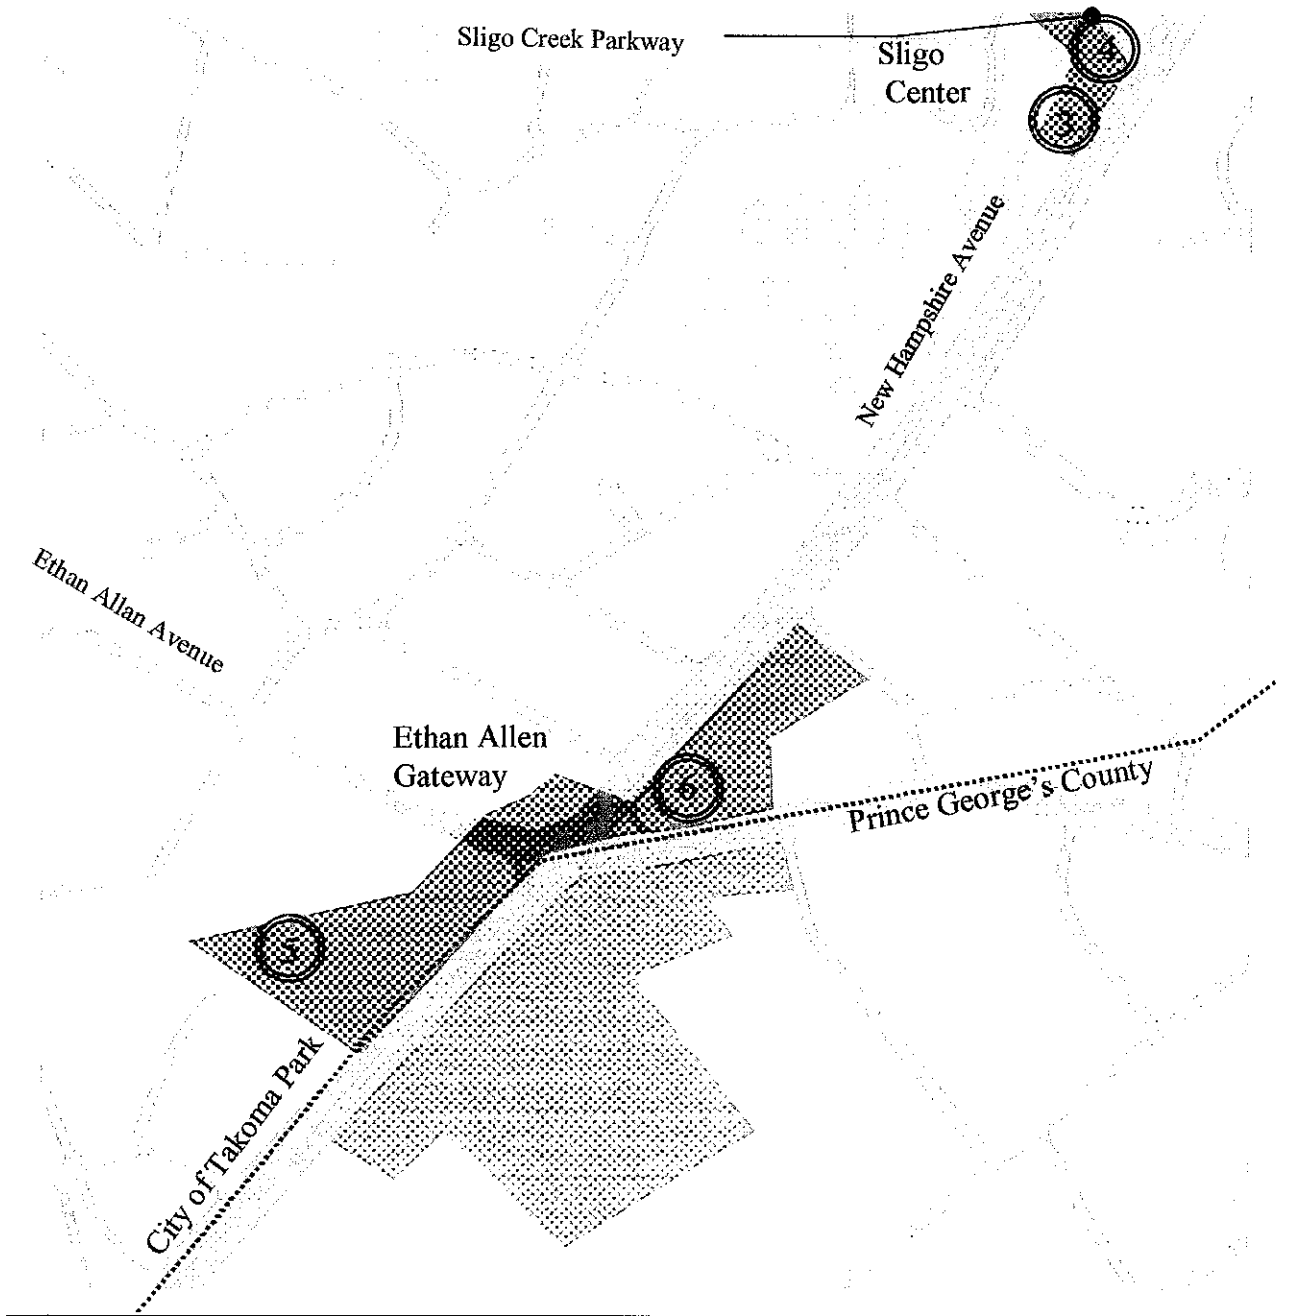 Sligo Creek Parkway
Sligo
Center
4
3
New Hampshire Avenue
Ethan Allan Avenue
Ethan Allen
Gateway
6
Prince George's County
5
City of Takoma Park